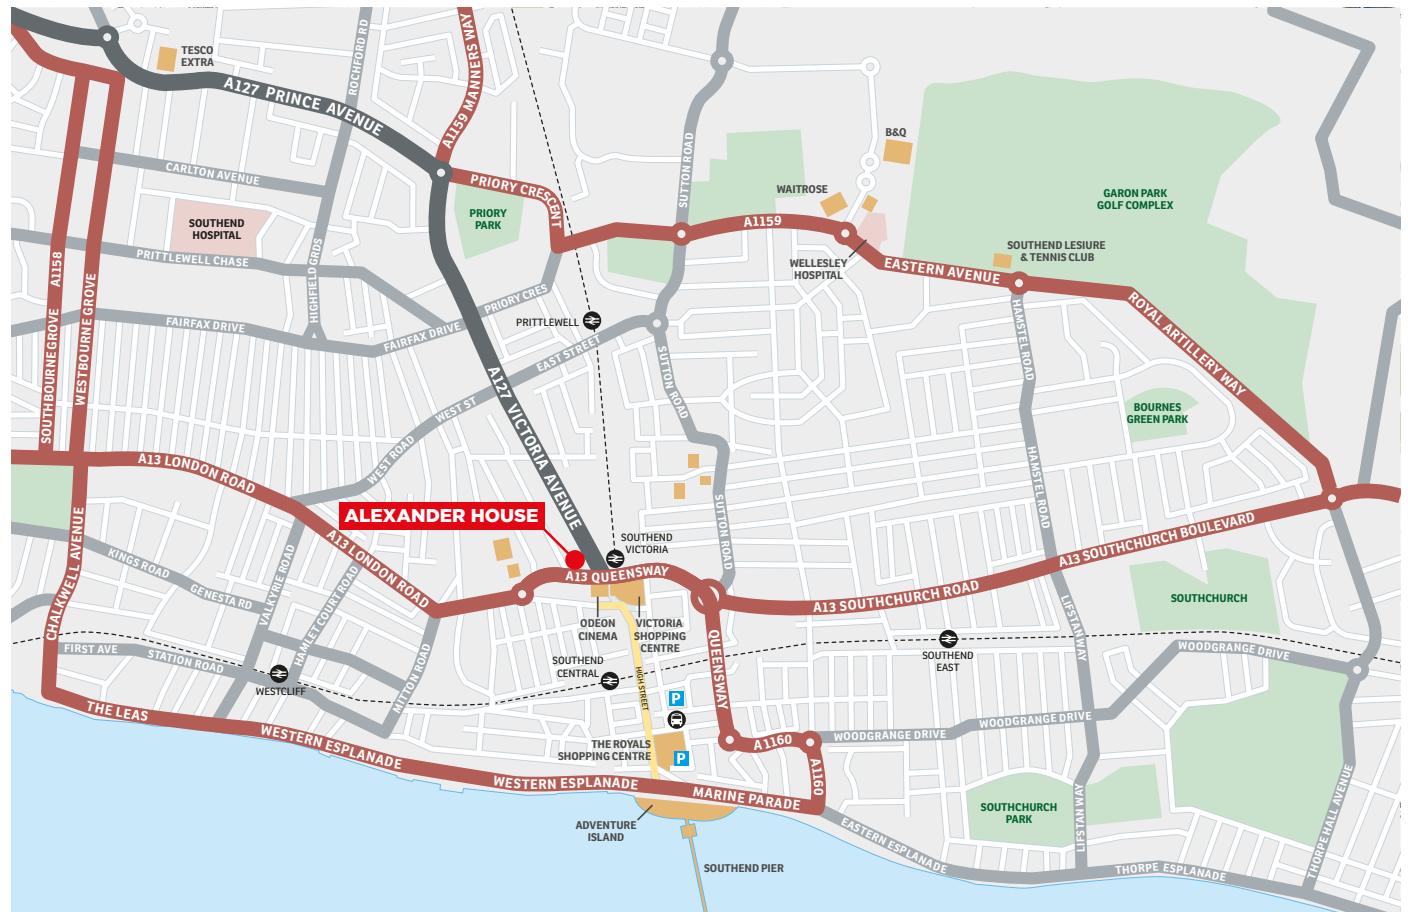 TESCO
EXTRA
ROCHFORD RD
A1159 MANNERS WAY
A127 PRINCE AVENUE
B&Q
CARLTON AVENUE
PRIORY CRESCENT
SUTTON ROAD
WAITROSE
GARON PARK
GOLF COMPLEX
SOUTHEND
HOSPITAL
PRIORY
PARK
A1159
SOUTHEND LESIURE
& TENNIS CLUB
PRITTLEWELL CHASE
A1158
HIGHFIELD GRDS
WELLESLEY
HOSPITAL
EASTERN AVENUE
WESTBOURNE GROVE
SOUTHBOURNE GROVE
FAIRFAX DRIVE
FAIRFAX DRIVE
PRIORY CRES
PRITTLEWELL
EAST STREET
HAMSTEL ROAD
ROYAL ARTILLERY WAY
SUTTON ROAD
A127 VICTORIA AVENUE
WEST ST
WEST ROAD
BOURNES
GREEN PARK
A13 LONDON ROAD
HAMSTEL ROAD
ALEXANDER HOUSE
SUTTON ROAD
A13 LONDON ROAD
SOUTHEND
VICTORIA
A13 SOUTHCHURCH BOULEVARD
CHALKWELL AVENUE
KINGS ROAD
GENESTA RD
VALKYRIE ROAD
HAMLET COURT ROAD
A13 QUEENSWAY
A13 SOUTHCHURCH ROAD
SOUTHCHURCH
ODEON
CINEMA
VICTORIA
SHOPPING
CENTRE
LIFSTAN WAY
FIRST AVE
STATION ROAD
WESTCLIFF
MILTON ROAD
SOUTHEND
CENTRAL
HIGH STREET
QUEENSWAY
SOUTHEND
EAST
WOODGRANGE DRIVE
P
THE LEAS
WESTERN ESPLANADE
THE ROYALS
SHOPPING CENTRE
P
A1160
WOODGRANGE DRIVE
WOODGRANGE DRIVE
A1160
WESTERN ESPLANADE
MARINE PARADE
ADVENTURE
ISLAND
SOUTHEND PIER
EASTERN ESPLANADE
SOUTHCHURCH
PARK
LIFSTAN WAY
THORPE ESPLANADE
THORPE HALL AVENUE